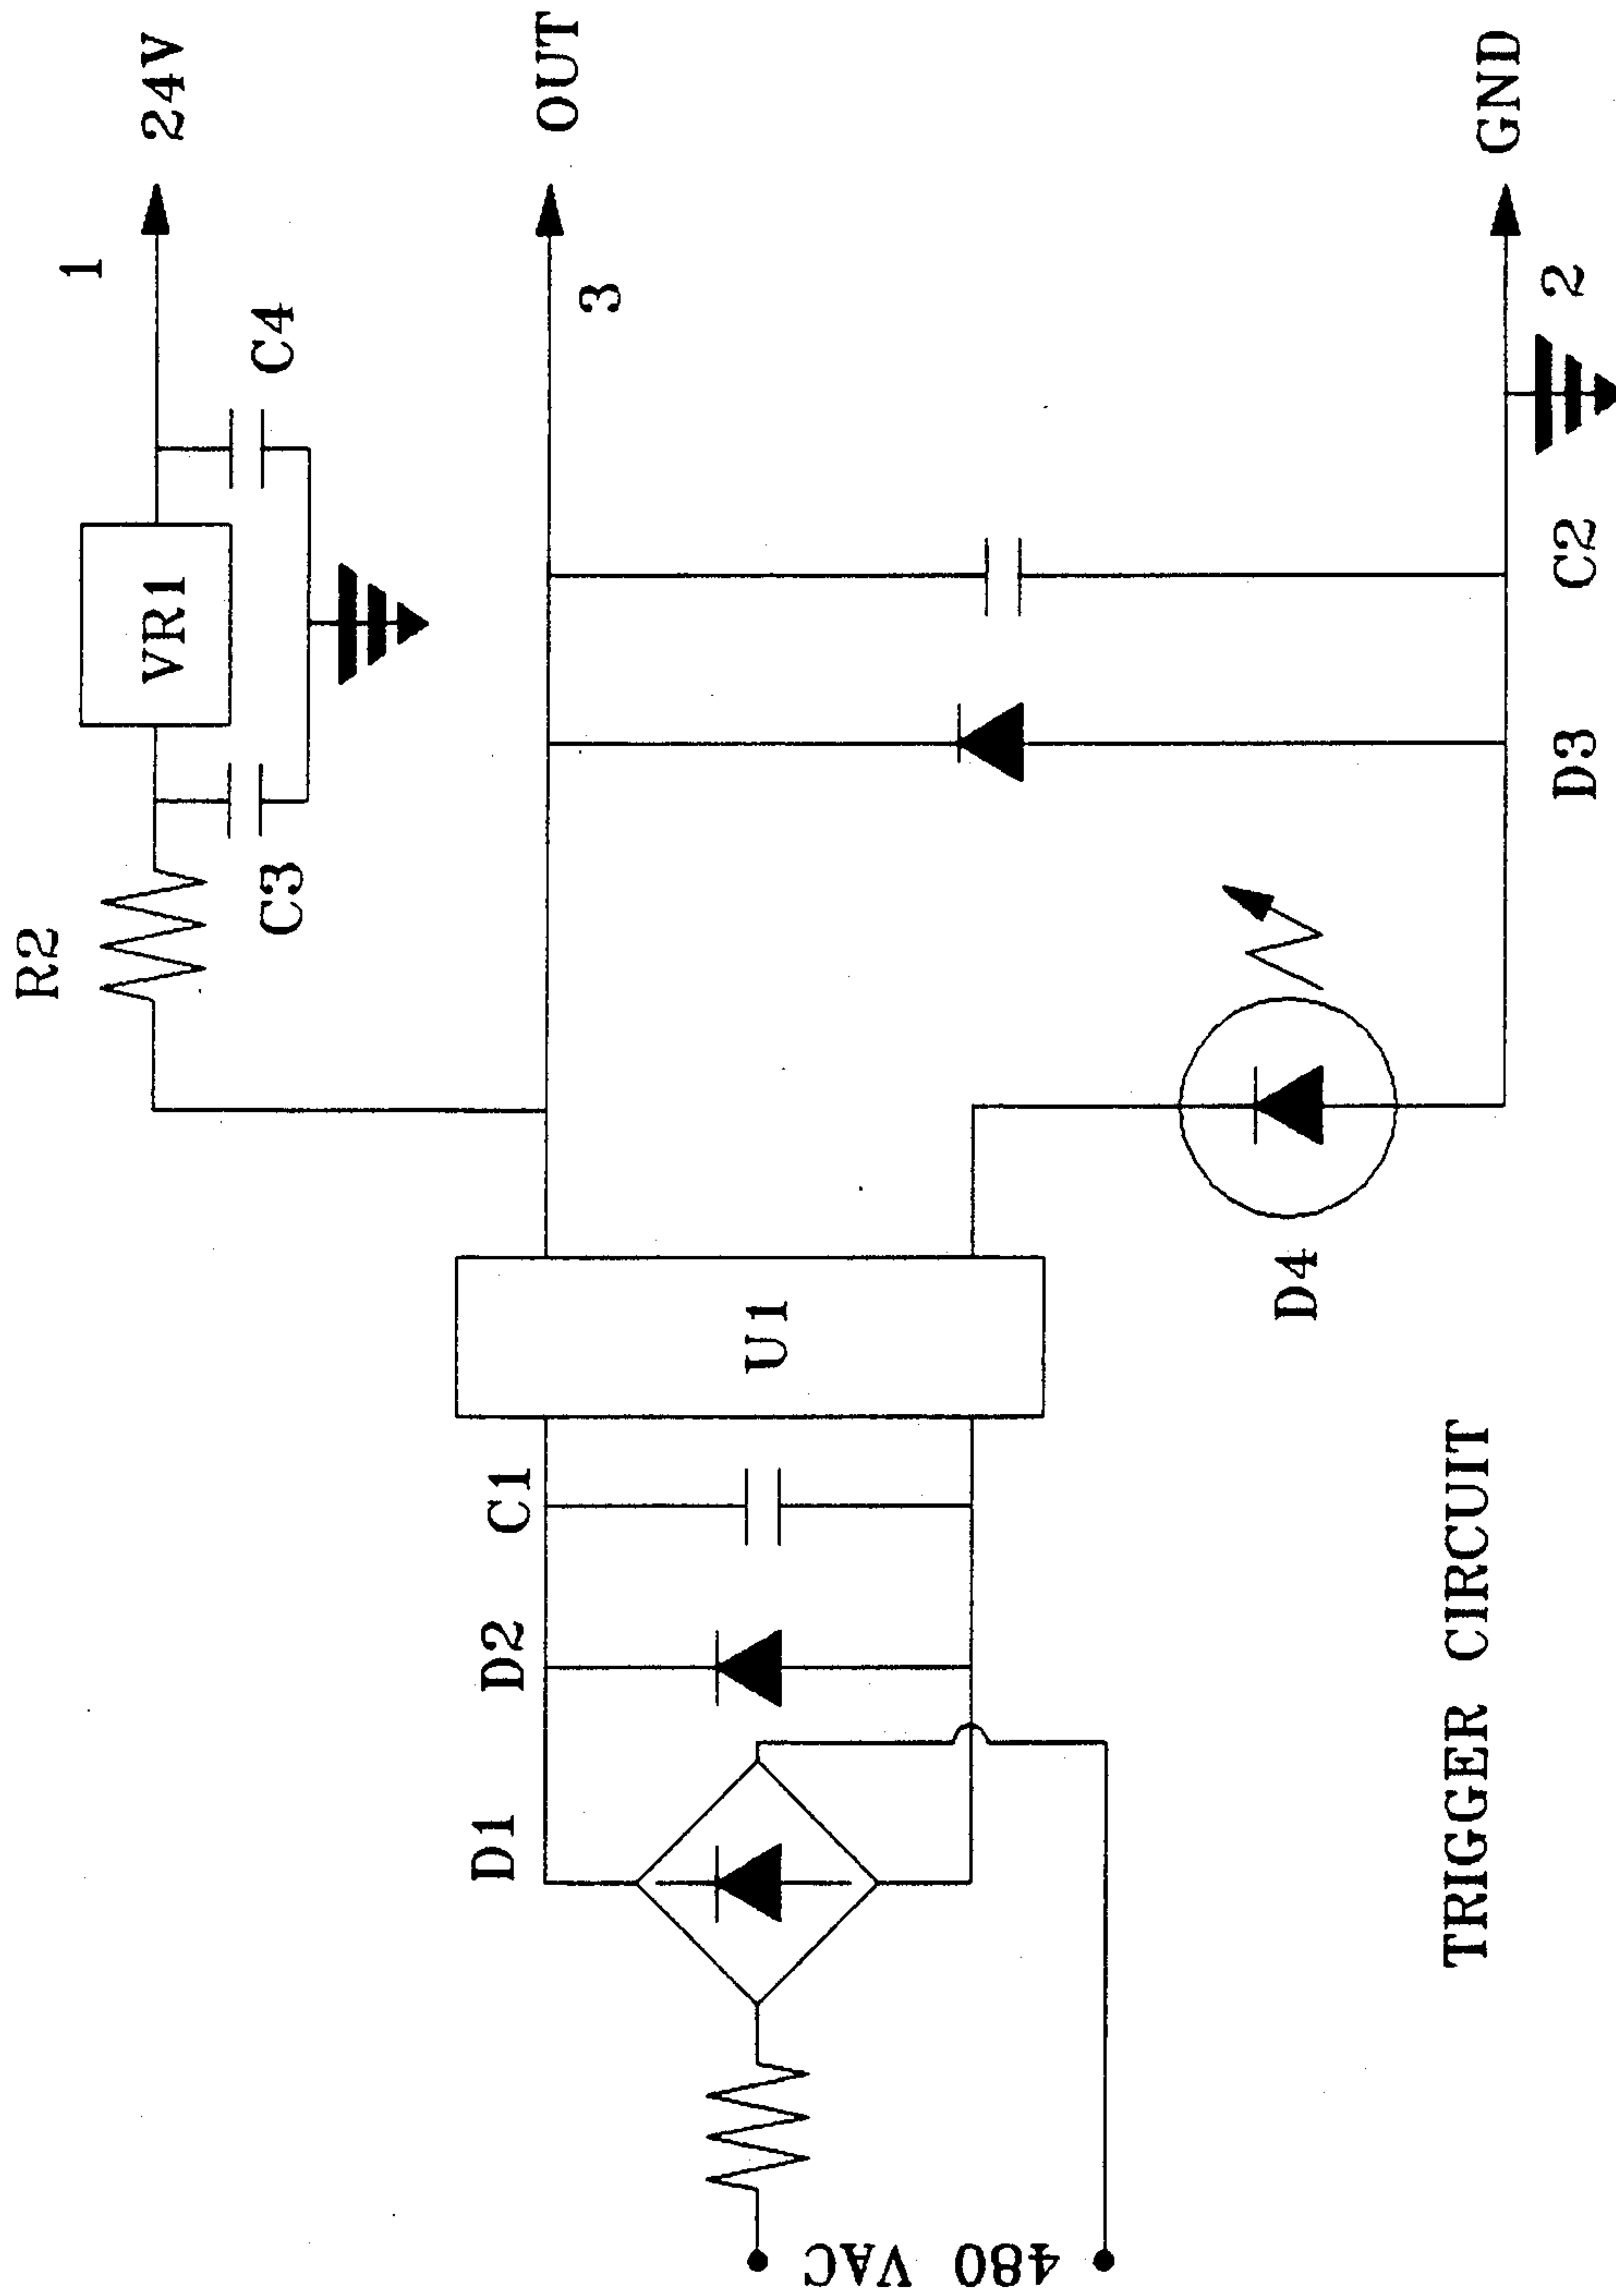 R2
VR1
1
24V
C3
C4
D1
D2
C1
U1
3
OUT
480 VAC
D4
D3
C2
2
GND
TRIGGER CIRCUIT